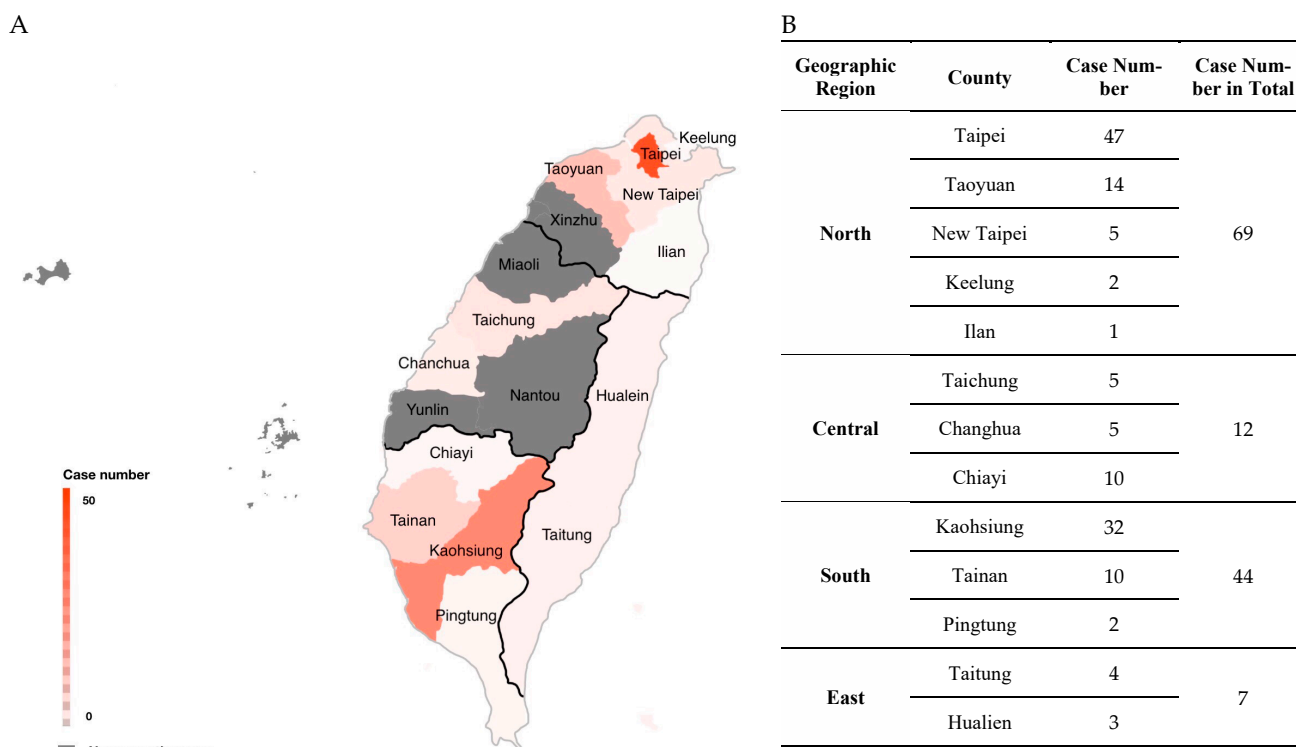 A
Keelung
Taipei
Taoyuan
New Taipei
Xinzhu
Ilian
Miaoli
Taichung
Chanchua
Nantou
Hualein
Yunlin
Chiayi
Case number
50
Tainan
Taitung
Kaohsiung
Pingtung
0
B
Geographic Region County Case Num-ber Case Num-ber in Total
North Taipei 47 69
Taoyuan 14
New Taipei 5
Keelung 2
Ilan 1
Central Taichung 5 12
Changhua 5
Chiayi 10
South Kaohsiung 32 44
Tainan 10
Pingtung 2
East Taitung 4 7
Hualien 3